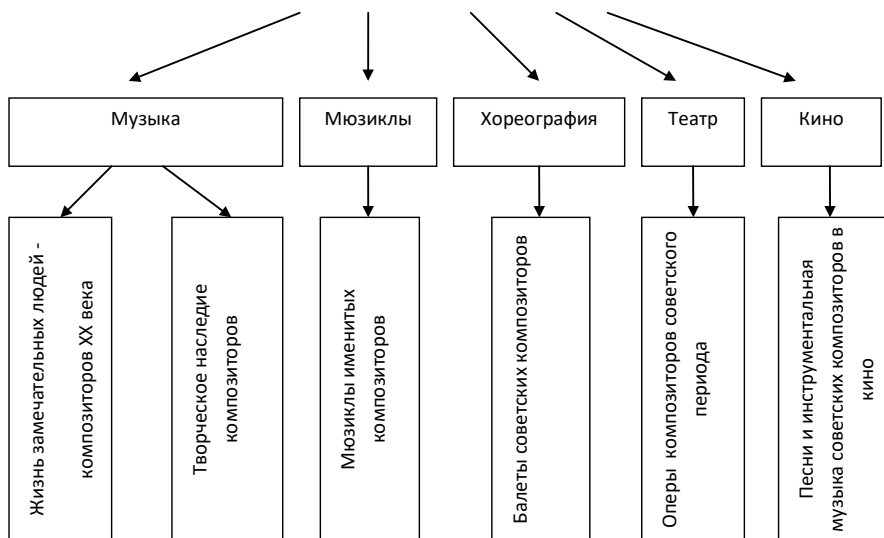 Музыка
Мюзиклы
Хореография
Театр
Кино
Жизнь замечательных людей -
композиторов XX века
Творческое наследие
композиторов
Мюзиклы именитых
композиторов
Балеты советских композиторов
Оперы композиторов советского
периода
Песни и инструментальная
музыка советских композиторов в
кино